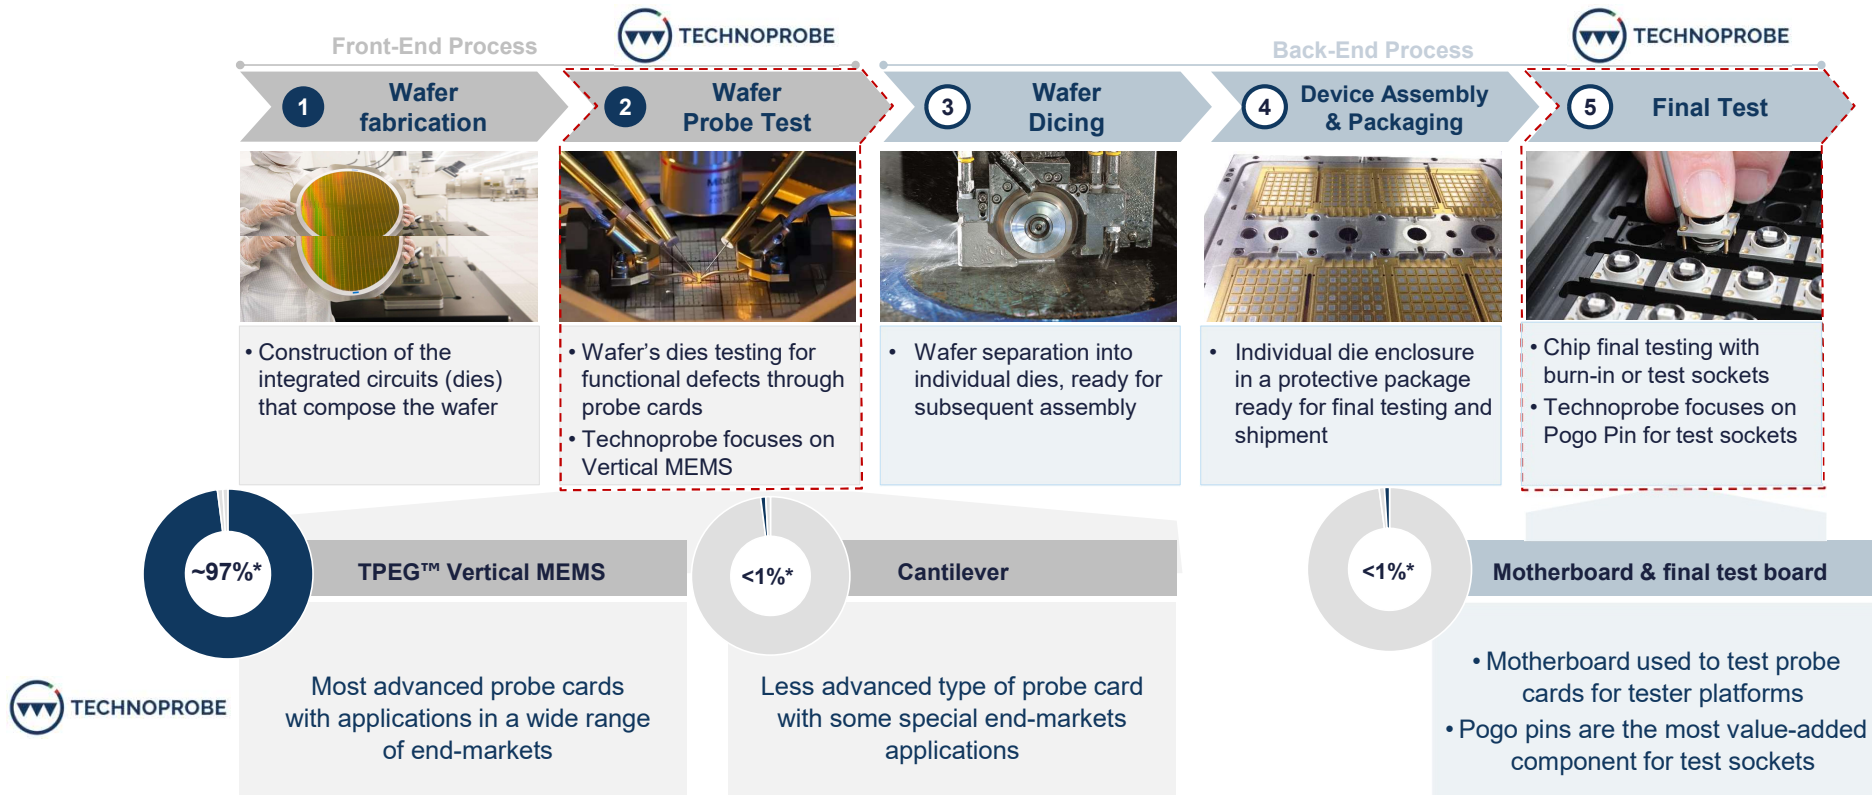 Front-End Process
TECHNOPROBE
Back-End Process
TECHNOPROBE
1
Wafer
fabrication
2
Wafer
Probe Test
3
Wafer
Dicing
4
Device Assembly
& Packaging
5
Final Test
• Construction of the
integrated circuits (dies)
that compose the wafer
• Wafer's dies testing for
functional defects through
probe cards
• Technoprobe focuses on
Vertical MEMS
• Wafer separation into
individual dies, ready for
subsequent assembly
• Individual die enclosure
in a protective package
ready for final testing and
shipment
• Chip final testing with
burn-in or test sockets
• Technoprobe focuses on
Pogo Pin for test sockets
~97%*
TPEG™ Vertical MEMS
<1%*
Cantilever
<1%*
Motherboard & final test board
TECHNOPROBE
Most advanced probe cards
with applications in a wide range
of end-markets
Less advanced type of probe card
with some special end-markets
applications
• Motherboard used to test probe
cards for tester platforms
• Pogo pins are the most value-added
component for test sockets